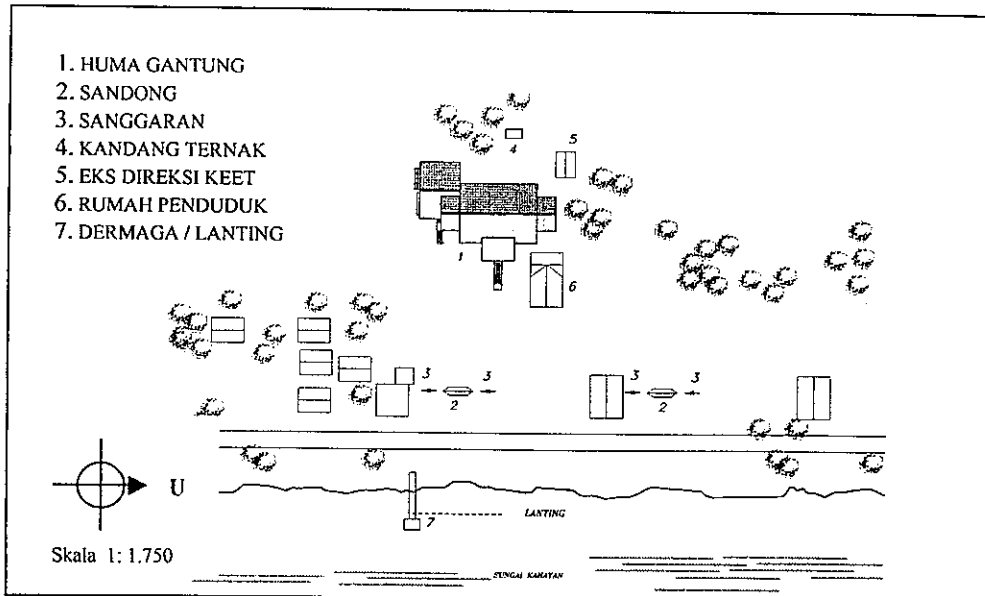 1. HUMA GANTUNG
2. SANDONG
3. SANGGARAN
4. KANDANG TERNAK
5. EKS DIREKSI KEET
6. RUMAH PENDUDUK
7. DERMAGA / LANTING
4
5
1
6
3
2
3
3
2
3
U
7
LANTING
Skala 1: 1.750
SUNGAI KAHAYAN